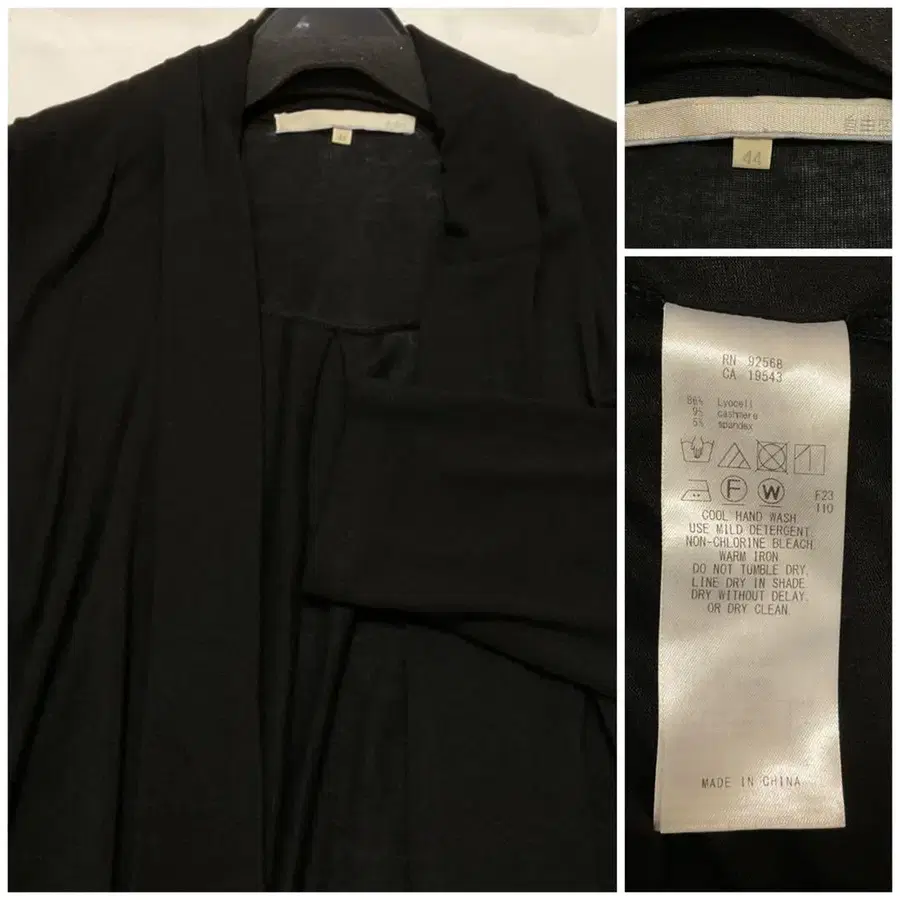 44
RN 92568
CA 19543
86% Lyocell
9% cashmere
5% spandex
F
W
F23
110
COOL HAND WASH
USE MILD DETERGENT.
NON-CHLORINE BLEACH.
WARM IRON
DO NOT TUMBLE DRY.
LINE DRY IN SHADE.
DRY WITHOUT DELAY.
OR DRY CLEAN.
MADE IN CHINA